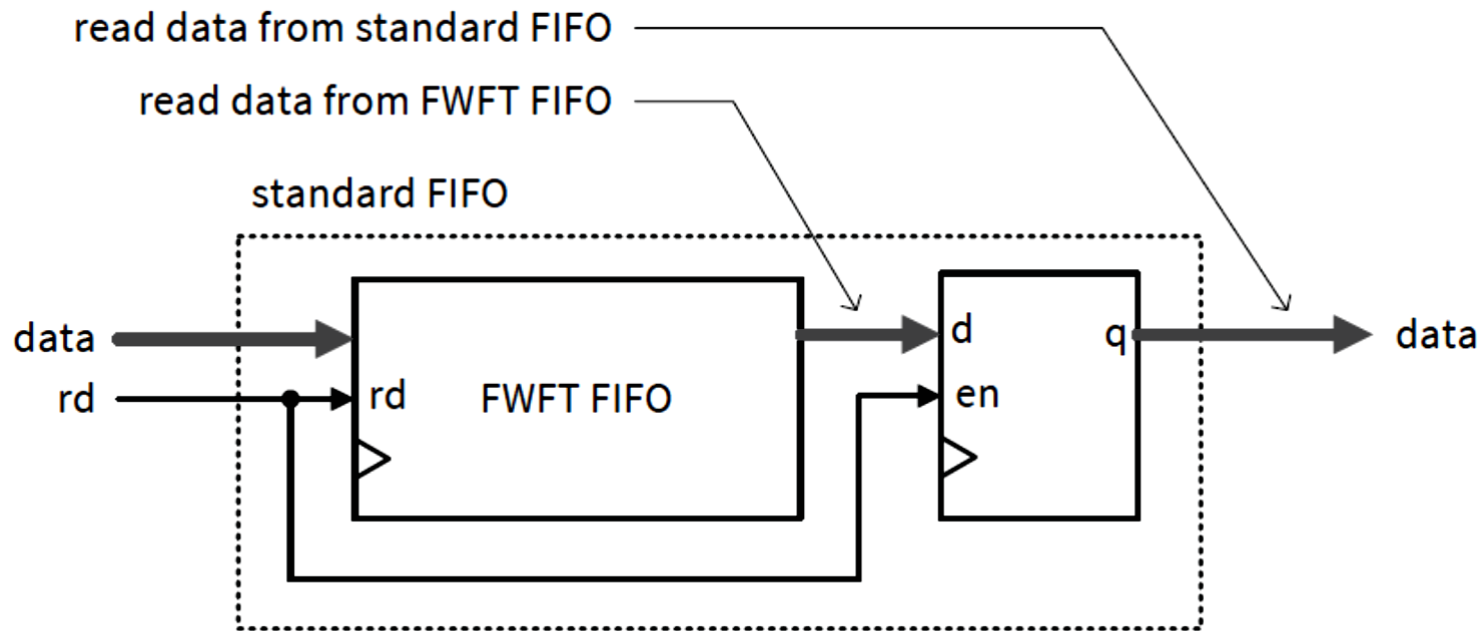 read data from standard FIFO
read data from FWFT FIFO
standard FIFO
data
rd
rd
FWFT FIFO
d
en
q
data